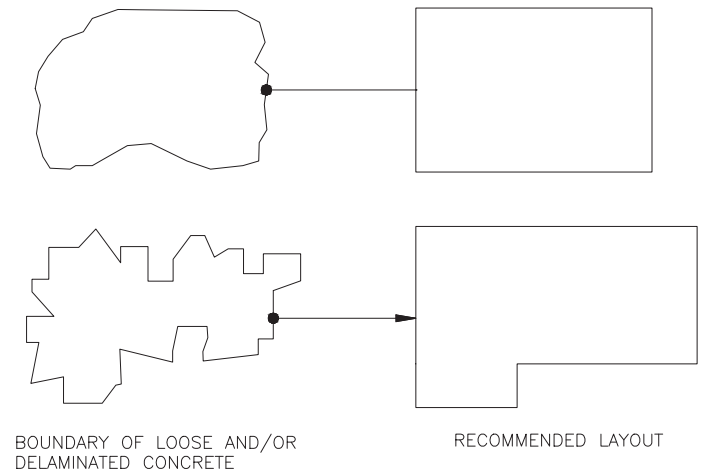 BOUNDARY OF LOOSE AND/OR
DELAMINATED CONCRETE
RECOMMENDED LAYOUT